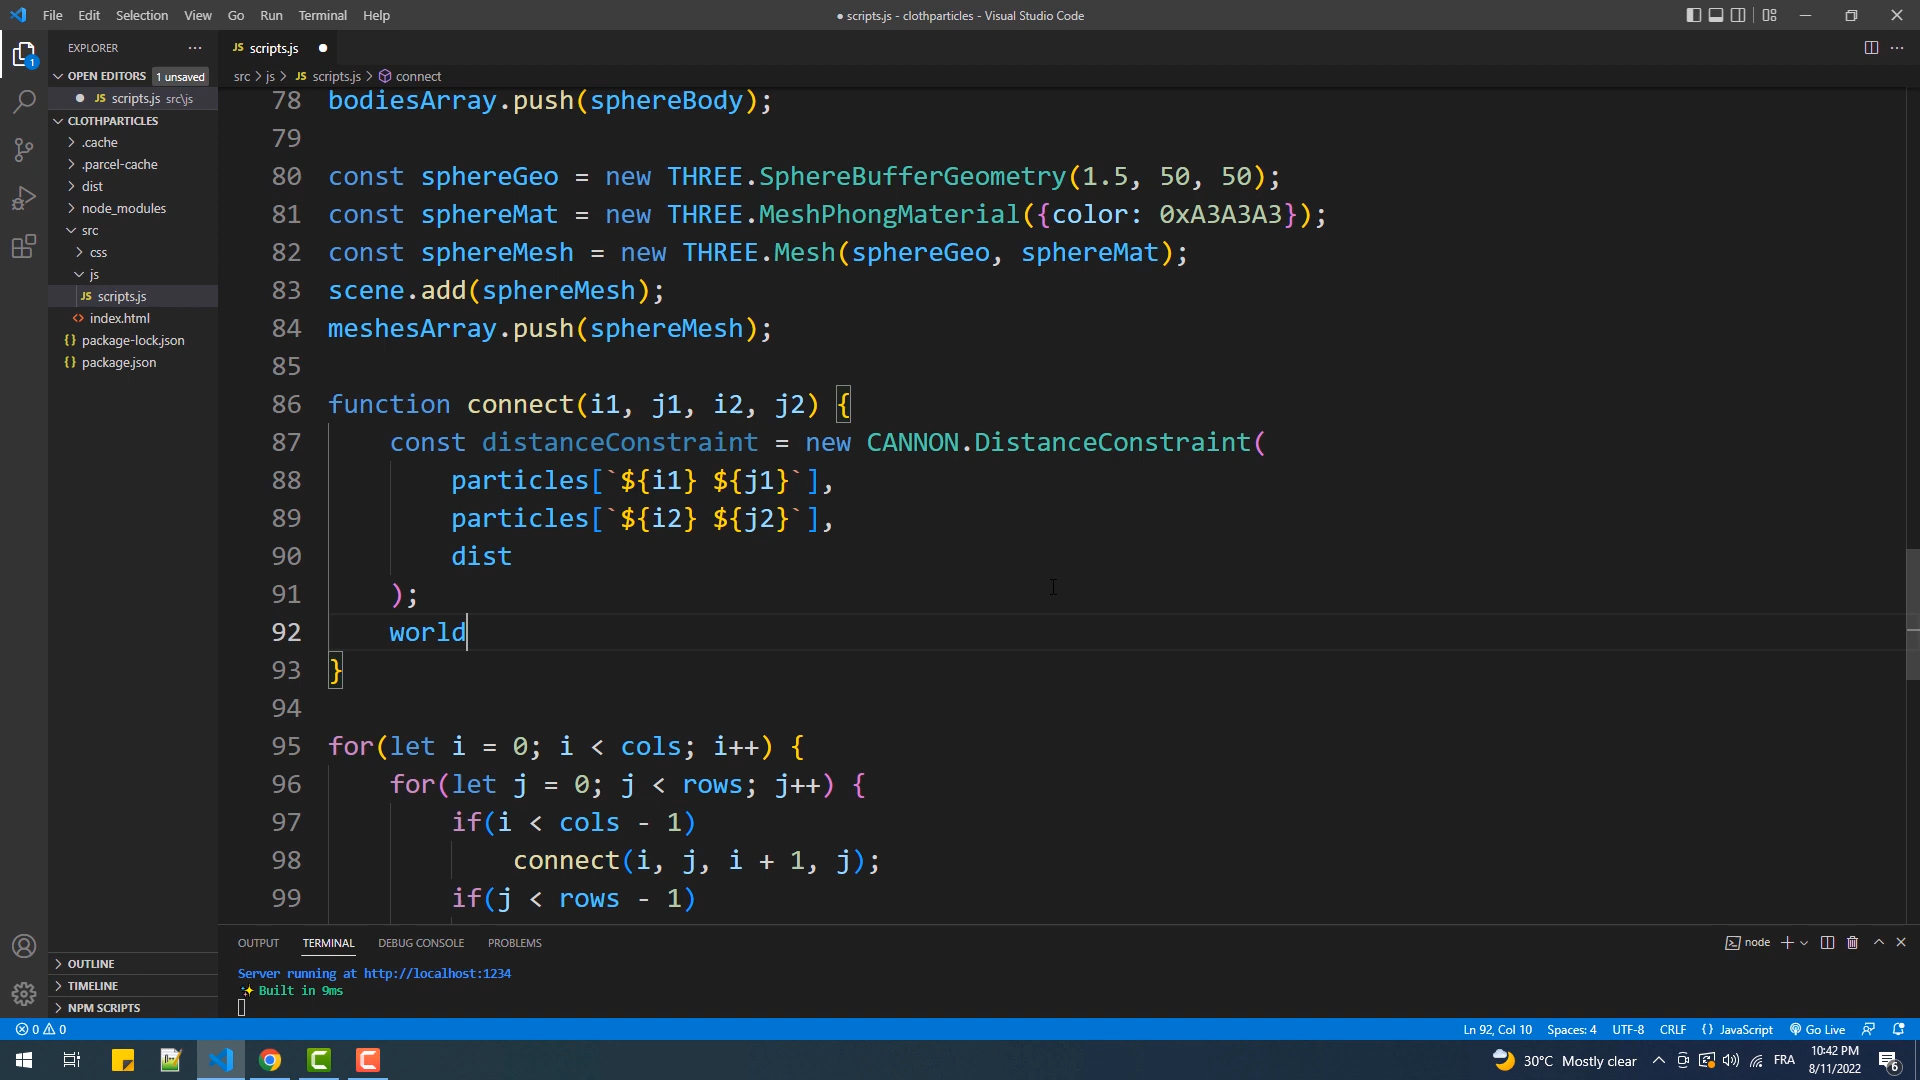 File Edit Selection View Go Run Terminal Help
● scripts.js - clothparticles - Visual Studio Code
EXPLORER
JS scripts.js
OPEN EDITORS 1 unsaved
JS scripts.js src\js
CLOTHPARTICLES
.cache
.parcel-cache
dist
node_modules
src
css
js
JS scripts.js
index.html
{} package-lock.json
{} package.json
OUTLINE
TIMELINE
NPM SCRIPTS
1
src > js > JS scripts.js > connect
78 bodiesArray.push(sphereBody);
79
80 const sphereGeo = new THREE.SphereBufferGeometry(1.5, 50, 50);
81 const sphereMat = new THREE.MeshPhongMaterial({color: 0xA3A3A3});
82 const sphereMesh = new THREE.Mesh(sphereGeo, sphereMat);
83 scene.add(sphereMesh);
84 meshesArray.push(sphereMesh);
85
86 function connect(i1, j1, i2, j2) {
87 const distanceConstraint = new CANNON.DistanceConstraint(
88 particles[`${i1} ${j1}`],
89 particles[`${i2} ${j2}`],
90 dist
91 );
92 world
93 }
94
95 for(let i = 0; i < cols; i++) {
96 for(let j = 0; j < rows; j++) {
97 if(i < cols - 1)
98 connect(i, j, i + 1, j);
99 if(j < rows - 1)
OUTPUT TERMINAL DEBUG CONSOLE PROBLEMS
node
Server running at http://localhost:1234
✨ Built in 9ms
0 0
Ln 92, Col 10 Spaces: 4 UTF-8 CRLF {} JavaScript Go Live
30°C Mostly clear FRA 10:42 PM
8/11/2022
6